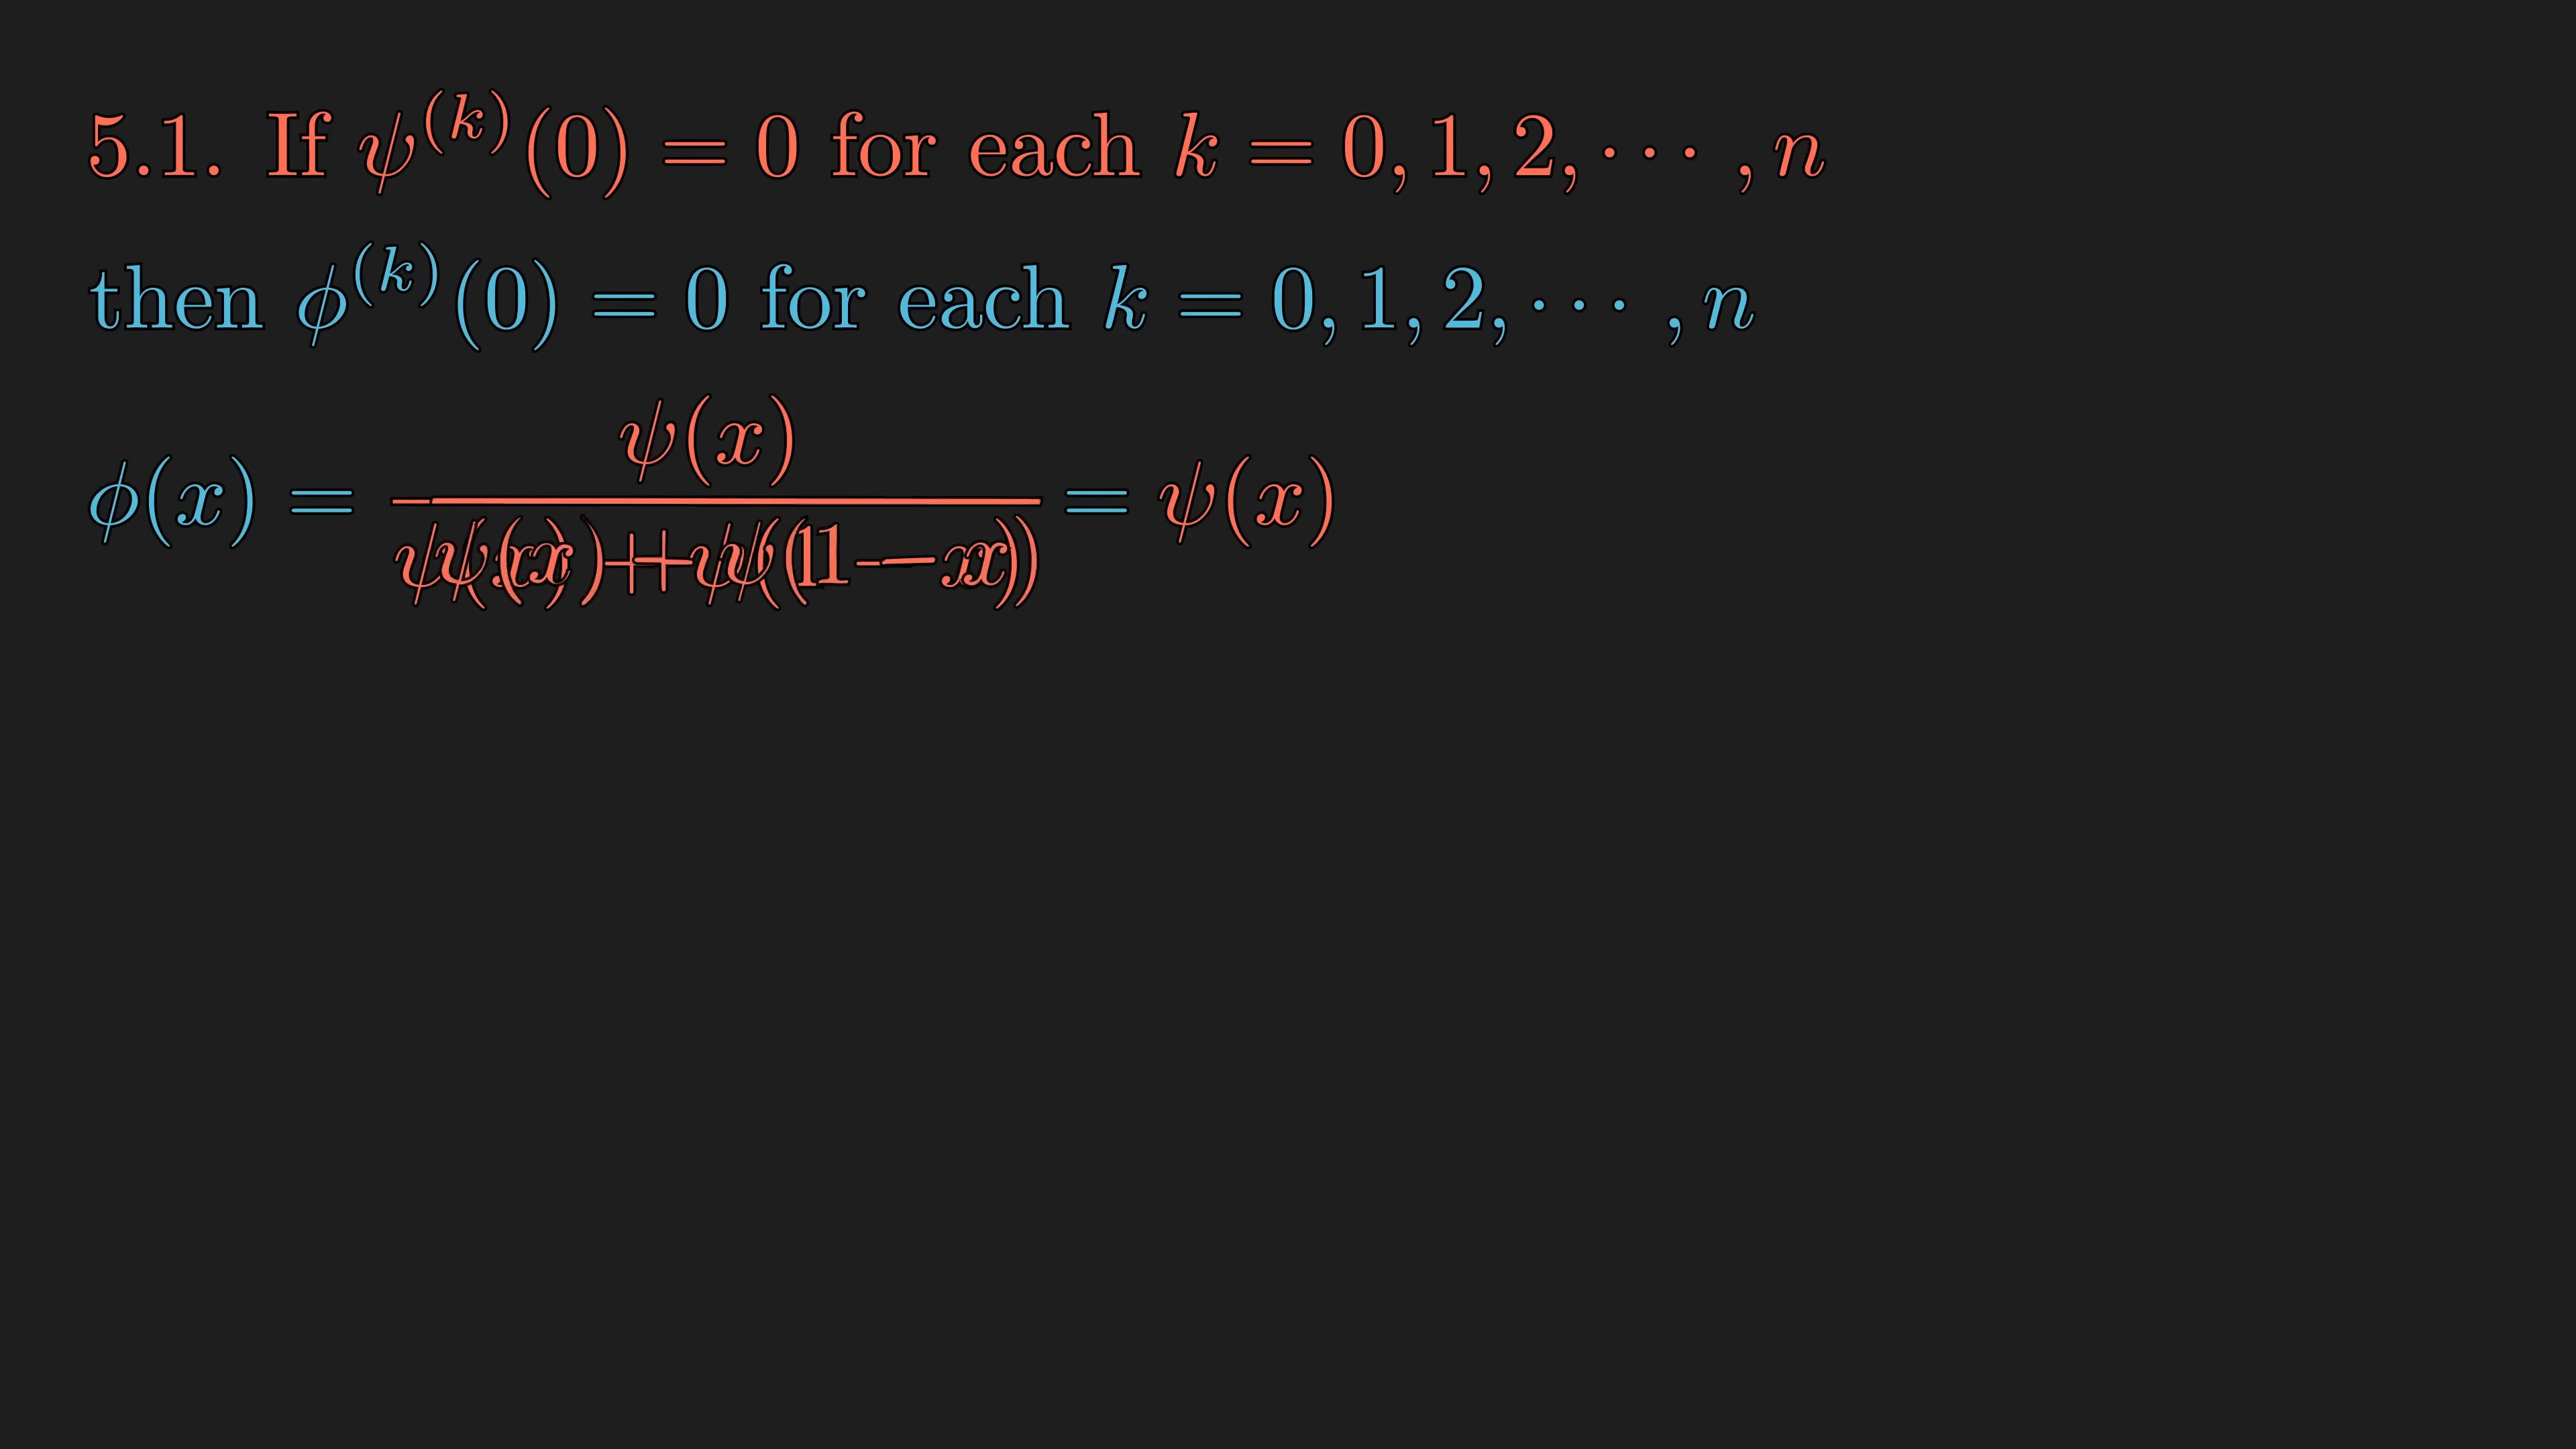 5.1. If ψ^(k)(0) = 0 for each k = 0, 1, 2, ⋯ , n
then ϕ^(k)(0) = 0 for each k = 0, 1, 2, ⋯ , n
ϕ(x) = ψ(x) / (ψ(x) + ψ(1 − x)) = ψ(x)